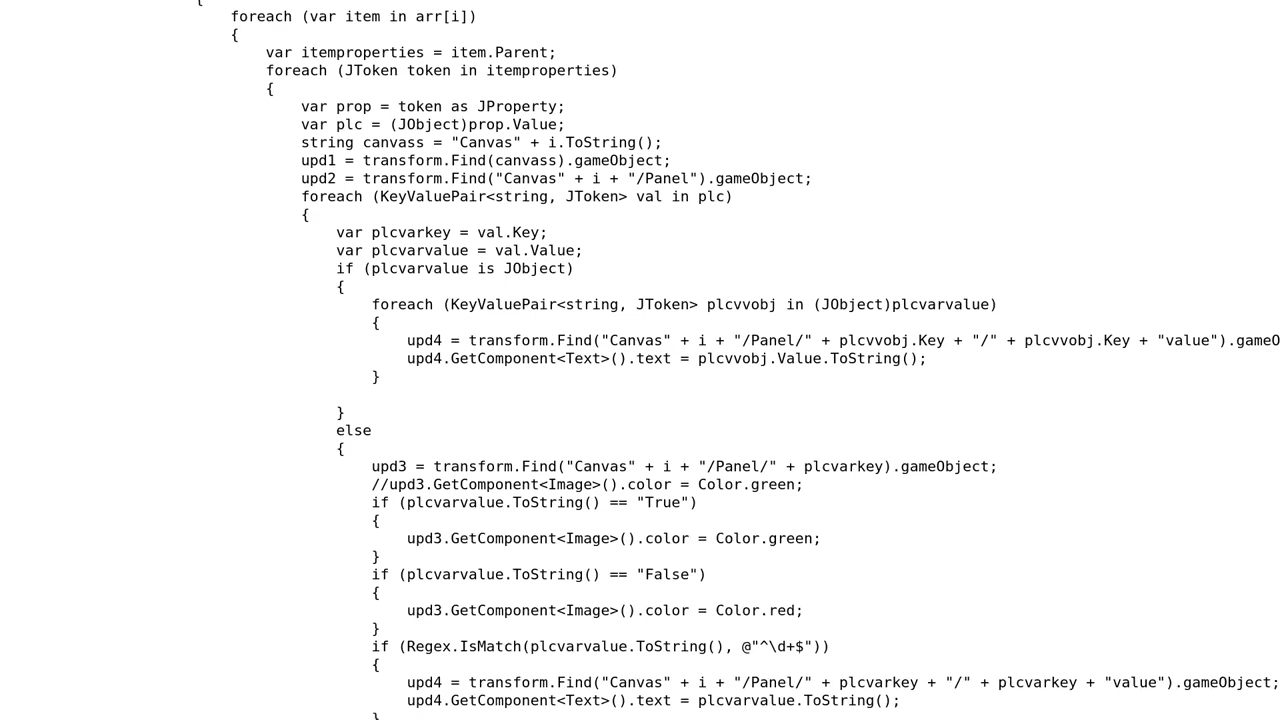 {
foreach (var item in arr[i])
{
var itemproperties = item.Parent;
foreach (JToken token in itemproperties)
{
var prop = token as JProperty;
var plc = (JObject)prop.Value;
string canvass = "Canvas" + i.ToString();
upd1 = transform.Find(canvass).gameObject;
upd2 = transform.Find("Canvas" + i + "/Panel").gameObject;
foreach (KeyValuePair<string, JToken> val in plc)
{
var plcvarkey = val.Key;
var plcvarvalue = val.Value;
if (plcvarvalue is JObject)
{
foreach (KeyValuePair<string, JToken> plcvvobj in (JObject)plcvarvalue)
{
upd4 = transform.Find("Canvas" + i + "/Panel/" + plcvvobj.Key + "/" + plcvvobj.Key + "value").gameO
upd4.GetComponent<Text>().text = plcvvobj.Value.ToString();
}
}
else
{
upd3 = transform.Find("Canvas" + i + "/Panel/" + plcvarkey).gameObject;
//upd3.GetComponent<Image>().color = Color.green;
if (plcvarvalue.ToString() == "True")
{
upd3.GetComponent<Image>().color = Color.green;
}
if (plcvarvalue.ToString() == "False")
{
upd3.GetComponent<Image>().color = Color.red;
}
if (Regex.IsMatch(plcvarvalue.ToString(), @"^\d+$"))
{
upd4 = transform.Find("Canvas" + i + "/Panel/" + plcvarkey + "/" + plcvarkey + "value").gameObject;
upd4.GetComponent<Text>().text = plcvarvalue.ToString();
}